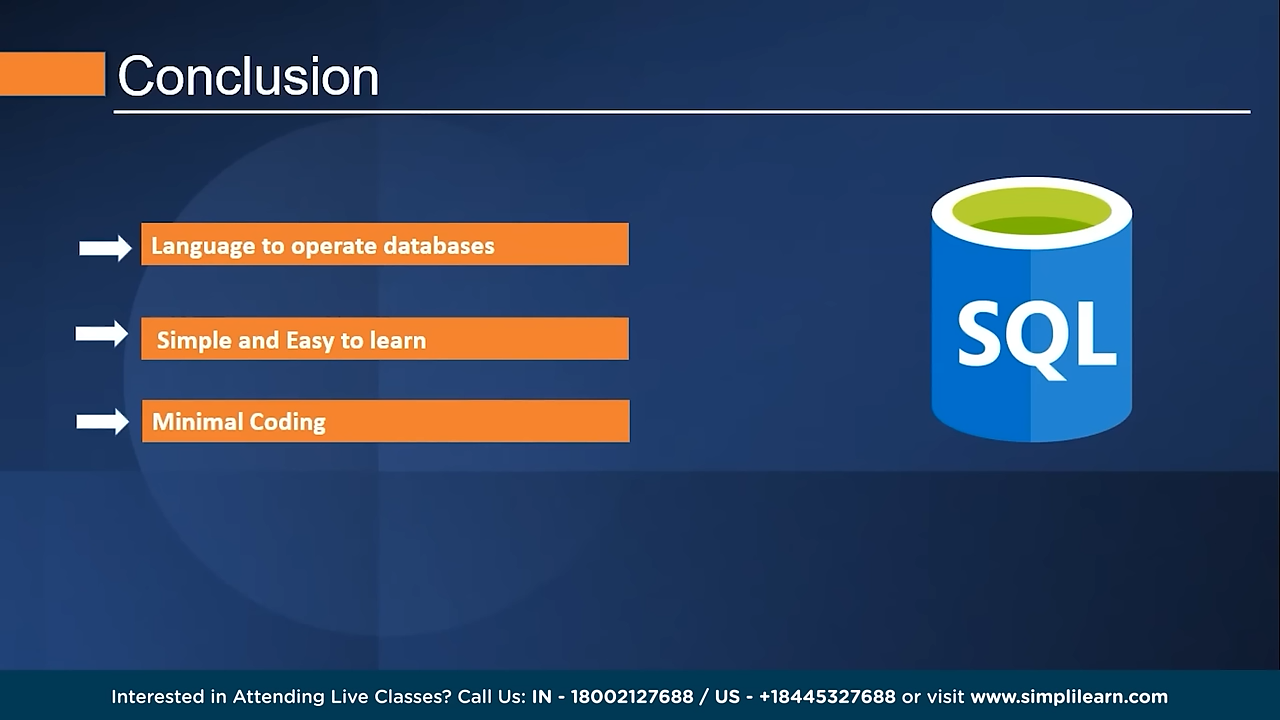 Conclusion
Language to operate databases
Simple and Easy to learn
Minimal Coding
SQL
Interested in Attending Live Classes? Call Us: IN - 18002127688 / US - +18445327688 or visit www.simplilearn.com